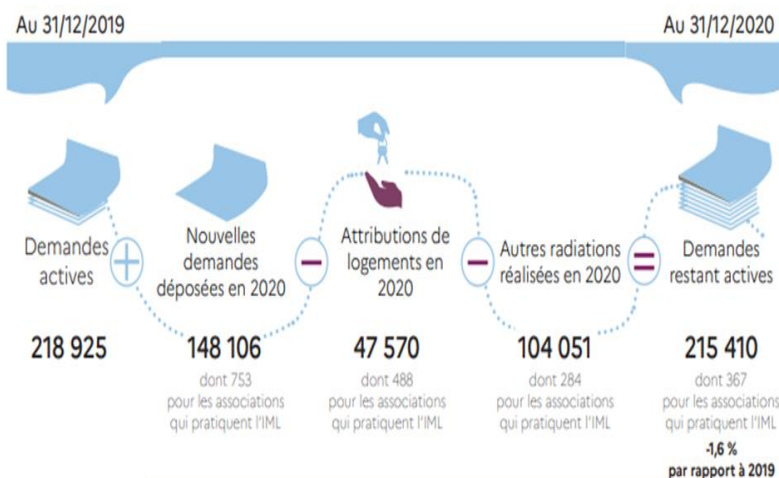 Au 31/12/2019
Au 31/12/2020
Demandes
actives
218 925
Nouvelles
demandes
déposées en 2020
148 106
dont 753
pour les associations
qui pratiquent l'IML
Attributions de
logements en
2020
47 570
dont 488
pour les associations
qui pratiquent l'IML
Autres radiations
réalisées en 2020
104 051
dont 284
pour les associations
qui pratiquent l'IML
Demandes
restant actives
215 410
dont 367
pour les associations
qui pratiquent l'IML
-1,6 %
par rapport à 2019